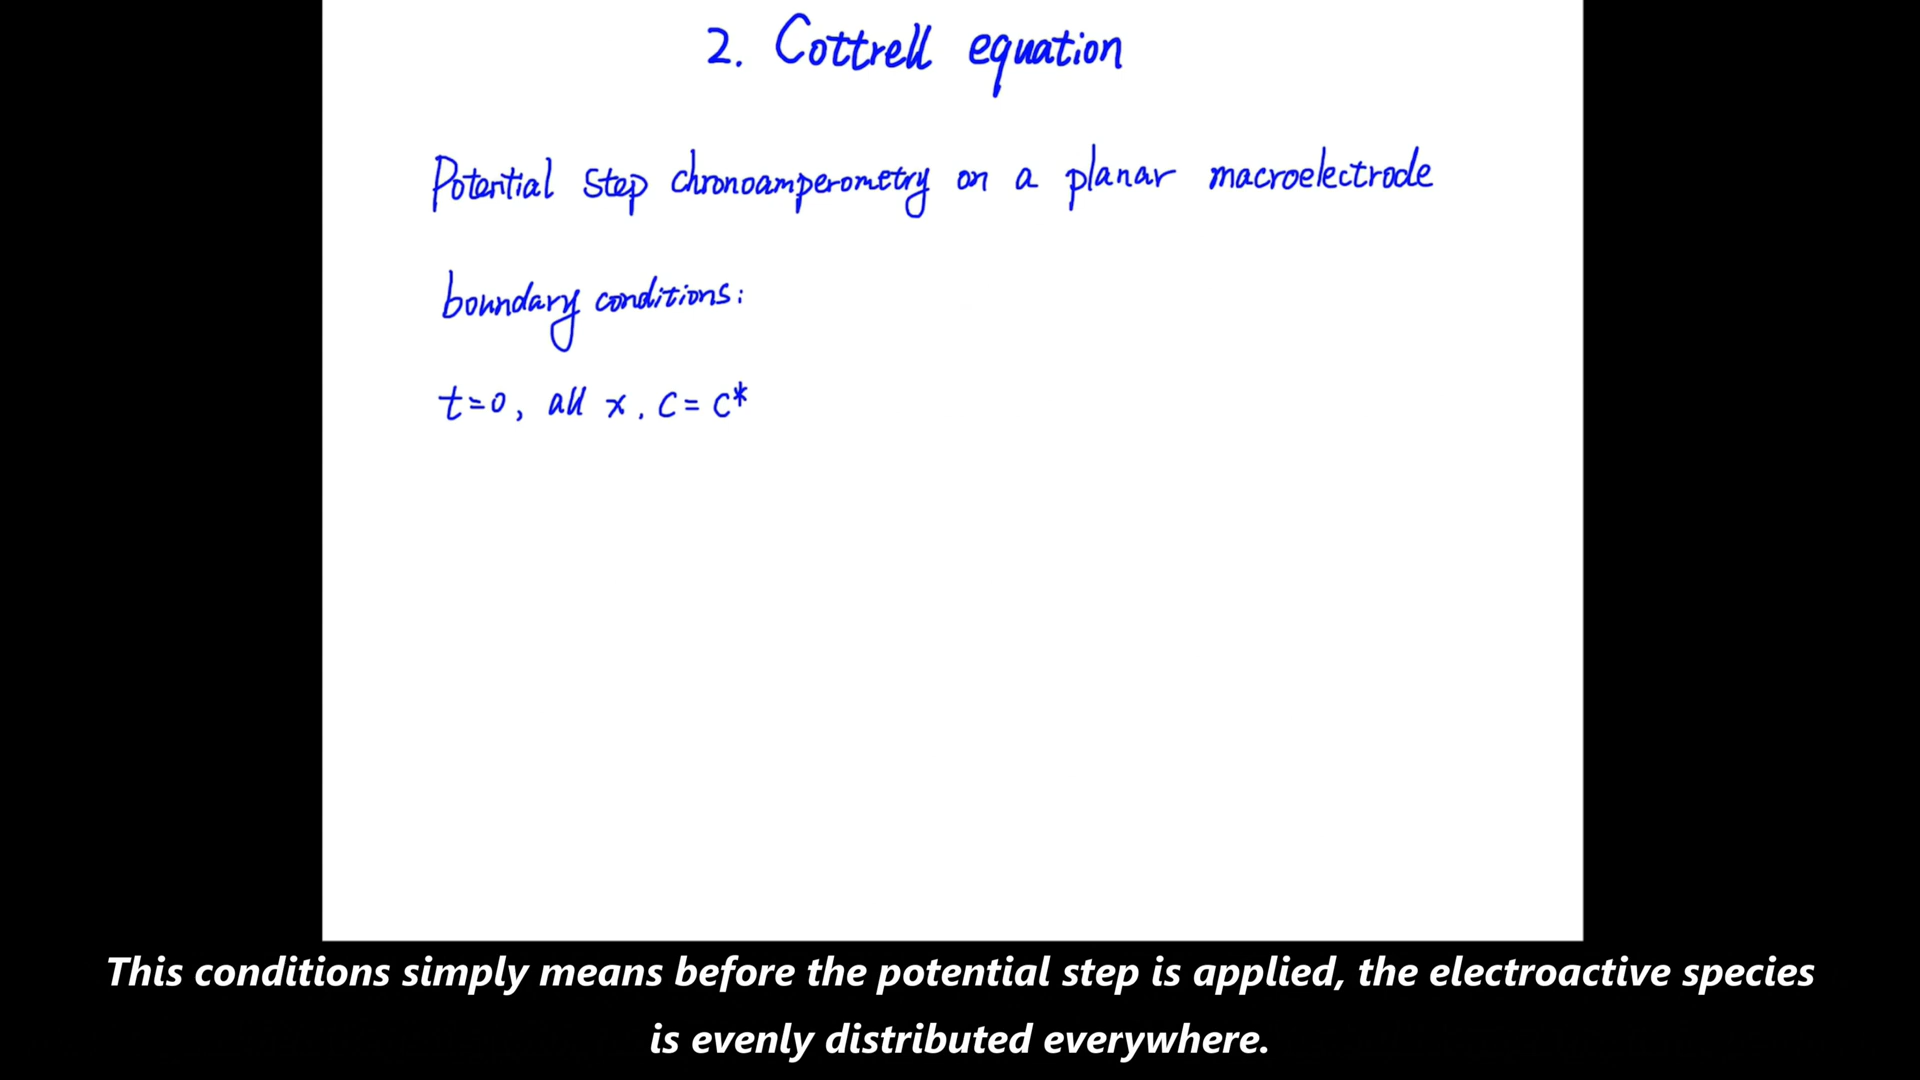 2. Cottrell equation
Potential step chronoamperometry on a planar macroelectrode
boundary conditions:
t=0, all x. c=c*
This conditions simply means before the potential step is applied, the electroactive species
is evenly distributed everywhere.